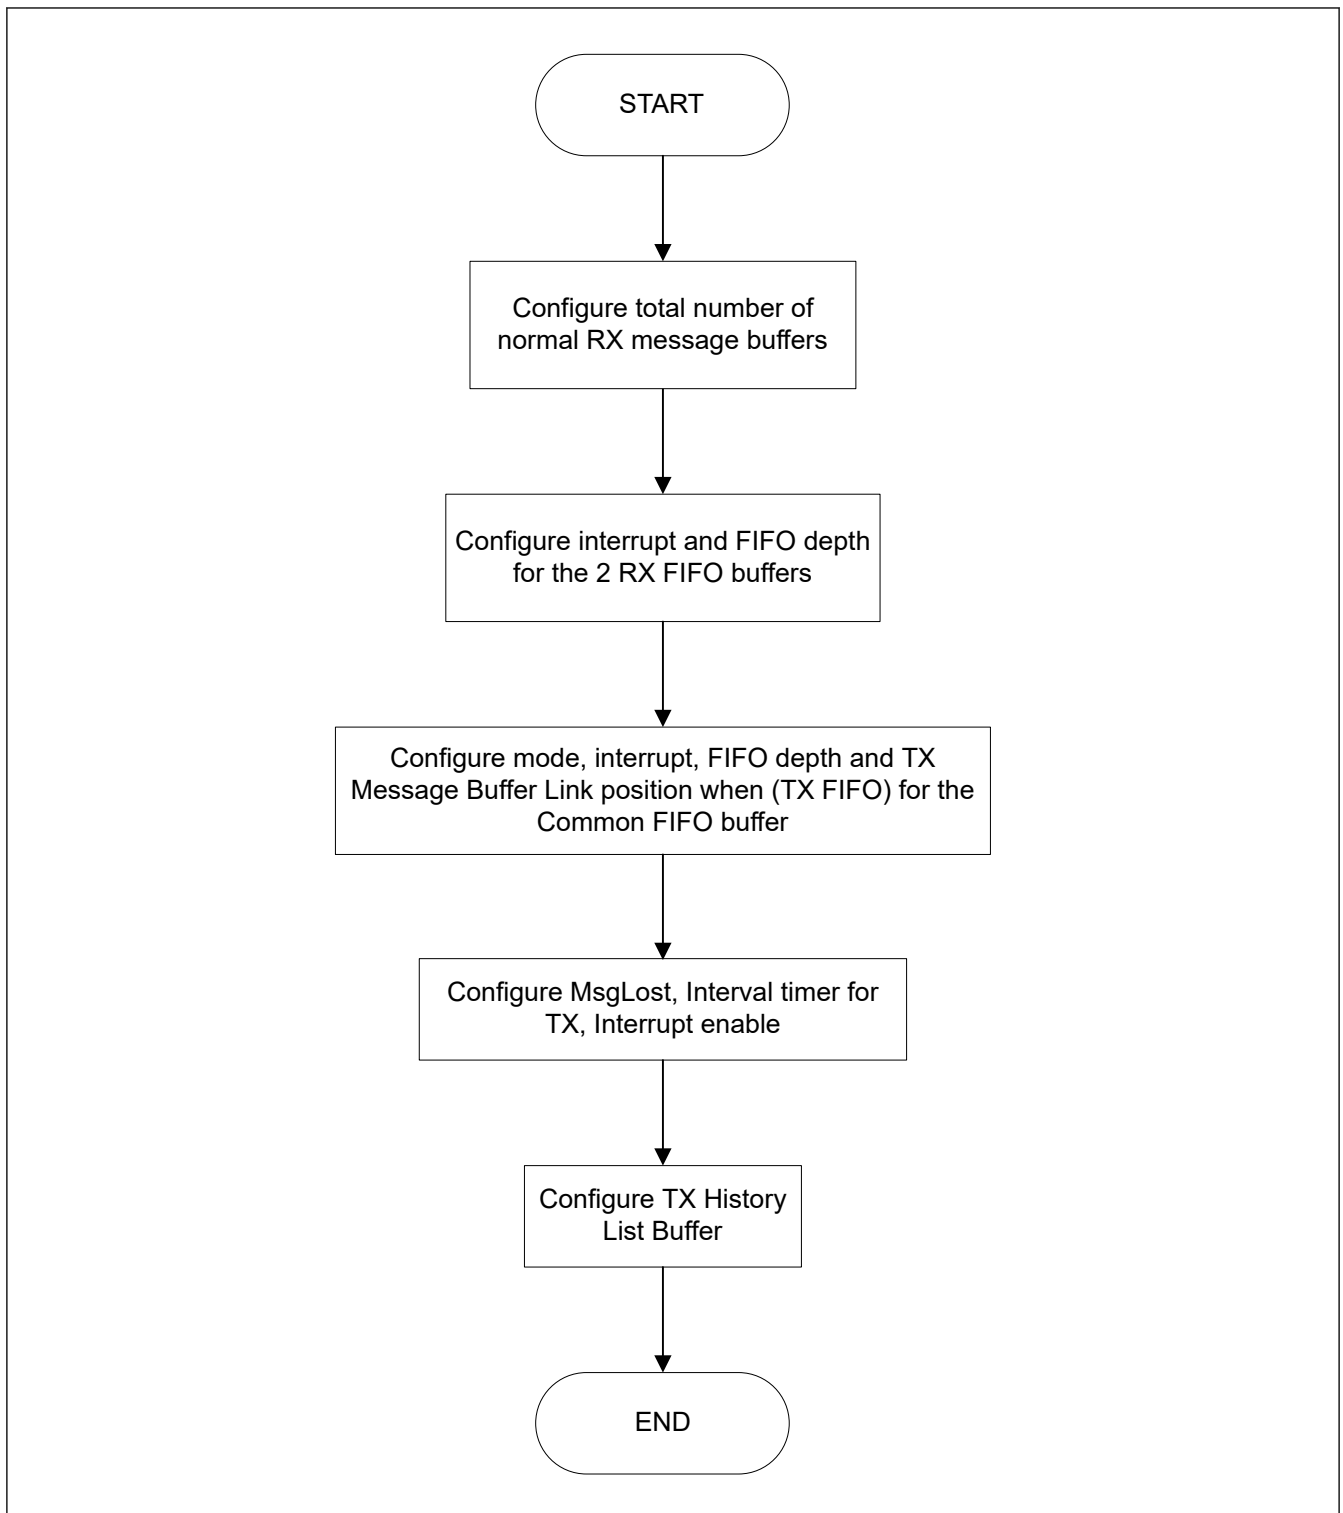 START
Configure total number of
normal RX message buffers
Configure interrupt and FIFO depth
for the 2 RX FIFO buffers
Configure mode, interrupt, FIFO depth and TX
Message Buffer Link position when (TX FIFO) for the
Common FIFO buffer
Configure MsgLost, Interval timer for
TX, Interrupt enable
Configure TX History
List Buffer
END